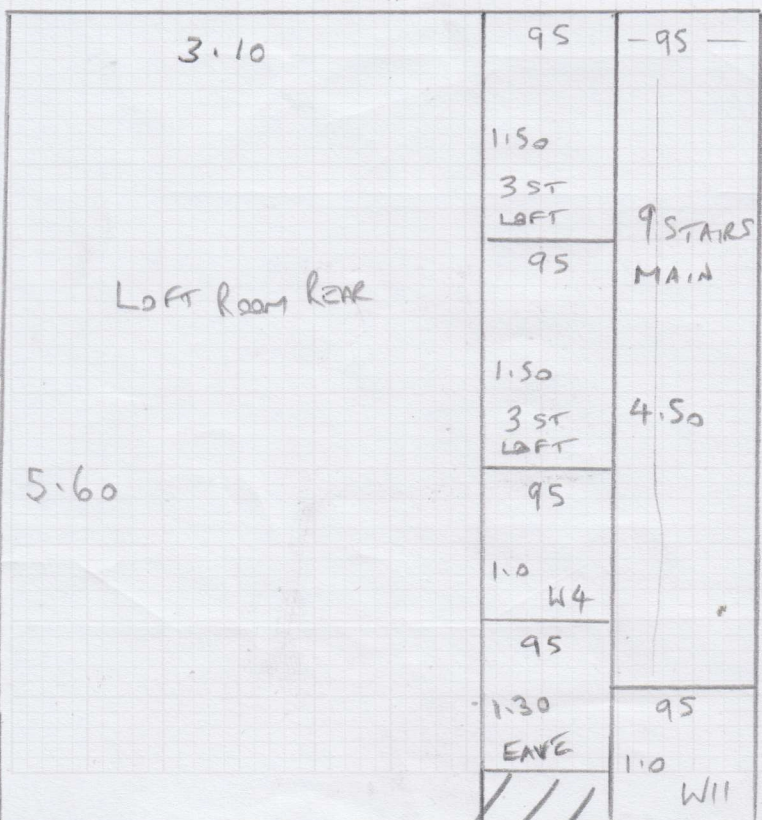 3.10
LOFT ROOM REAR
5.60
95
1.50
3 ST
LOFT
95
1.50
3 ST
LOFT
95
1.0
W4
95
1.30
EAVE
-95-
9 STAIRS
MAIN
4.50
95
1.0
W11